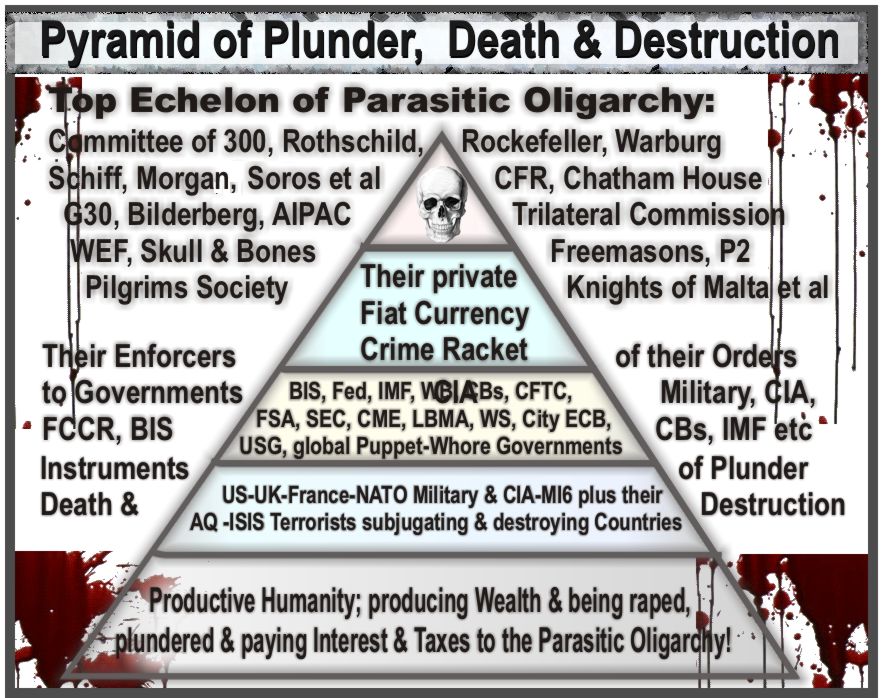 Pyramid of Plunder, Death & Destruction
Top Echelon of Parasitic Oligarchy:
Committee of 300, Rothschild, Rockefeller, Warburg
Schiff, Morgan, Soros et al CFR, Chatham House
G30, Bilderberg, AIPAC Trilateral Commission
WEF, Skull & Bones Freemasons, P2
Pilgrims Society Knights of Malta et al
Their private
Fiat Currency
Crime Racket
Their Enforcers of their Orders
to Governments Military, CIA,
FCCR, BIS CBs, IMF etc
BIS, Fed, IMF, WB, CBs, CFTC,
CIA
FSA, SEC, CME, LBMA, WS, City ECB,
USG, global Puppet-Whore Governments
Instruments of Plunder
Death & Destruction
US-UK-France-NATO Military & CIA-MI6 plus their
AQ -ISIS Terrorists subjugating & destroying Countries
Productive Humanity; producing Wealth & being raped,
plundered & paying Interest & Taxes to the Parasitic Oligarchy!